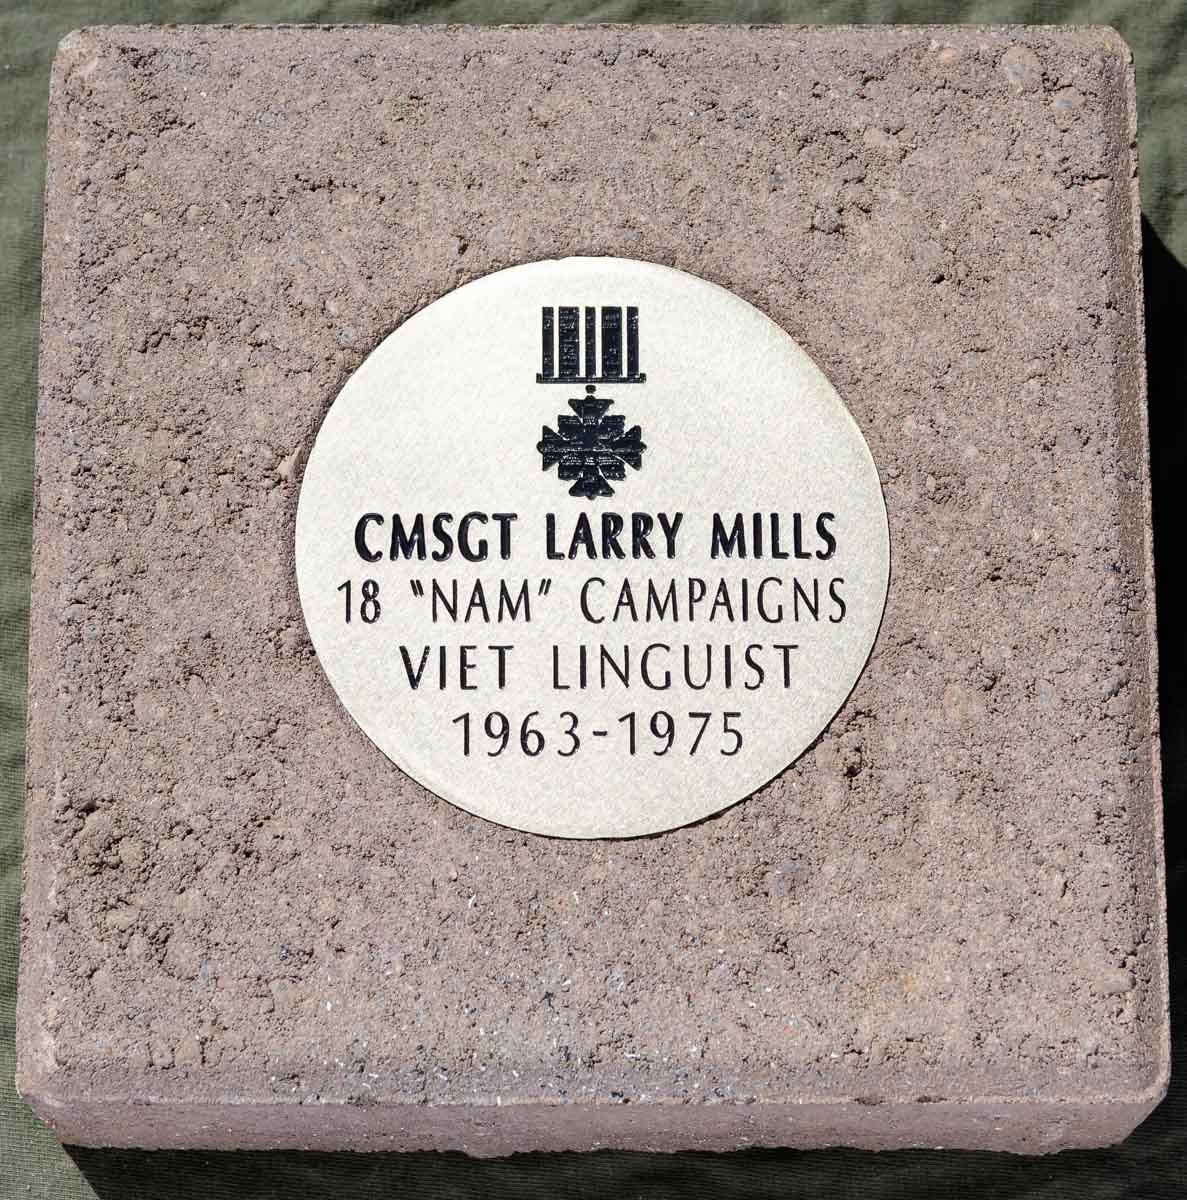 CMSGT LARRY MILLS
18 "NAM" CAMPAIGNS
VIET LINGUIST
1963-1975